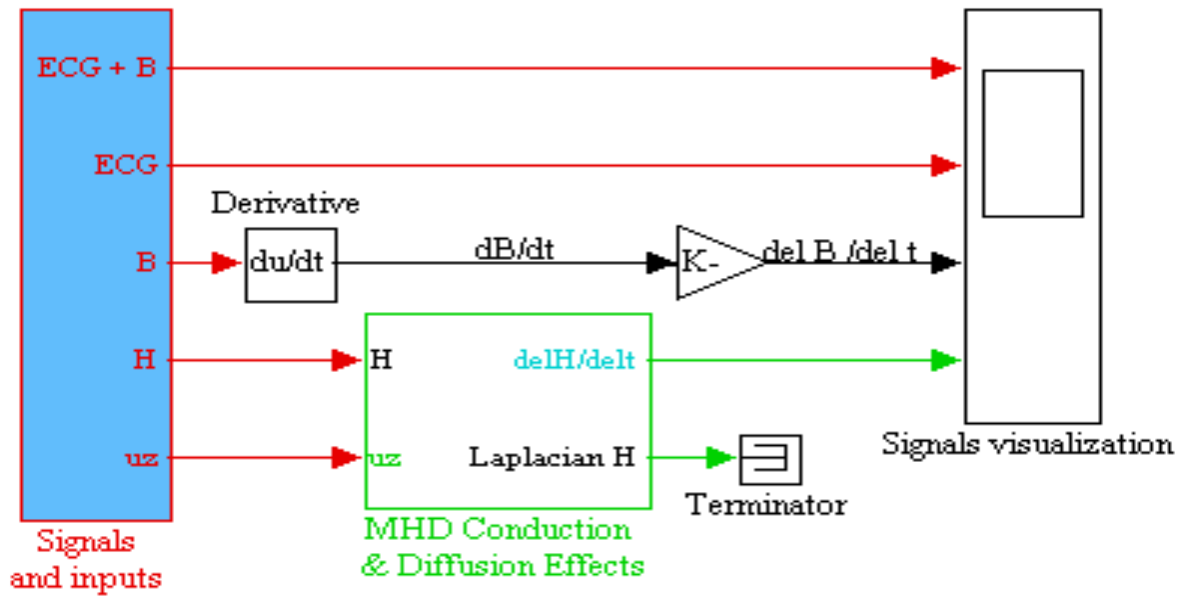 ECG + B
ECG
Derivative
B
du/dt
dB/dt
K-
del B /del t
H
H
delH/delt
Signals visualization
uz
uz
Laplacian H
Terminator
MHD Conduction
& Diffusion Effects
Signals
and inputs